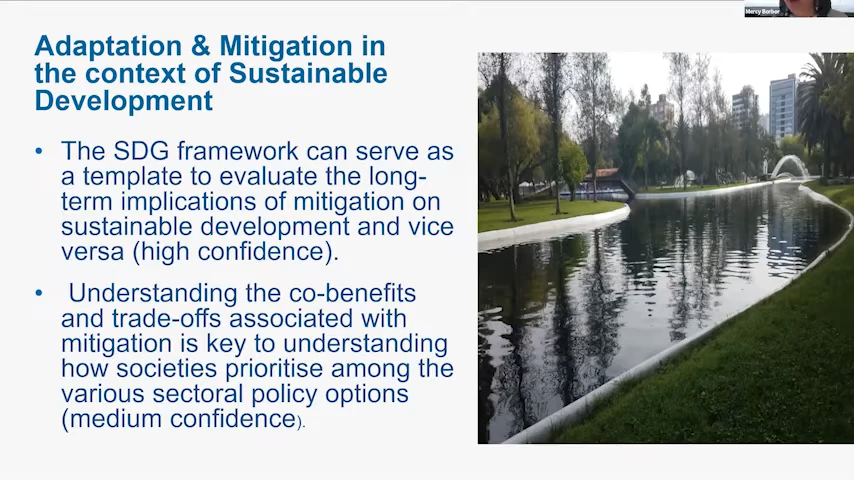 Mercy Borbor
Adaptation & Mitigation in
the context of Sustainable
Development
• The SDG framework can serve as
a template to evaluate the long-
term implications of mitigation on
sustainable development and vice
versa (high confidence).
• Understanding the co-benefits
and trade-offs associated with
mitigation is key to understanding
how societies prioritise among the
various sectoral policy options
(medium confidence).